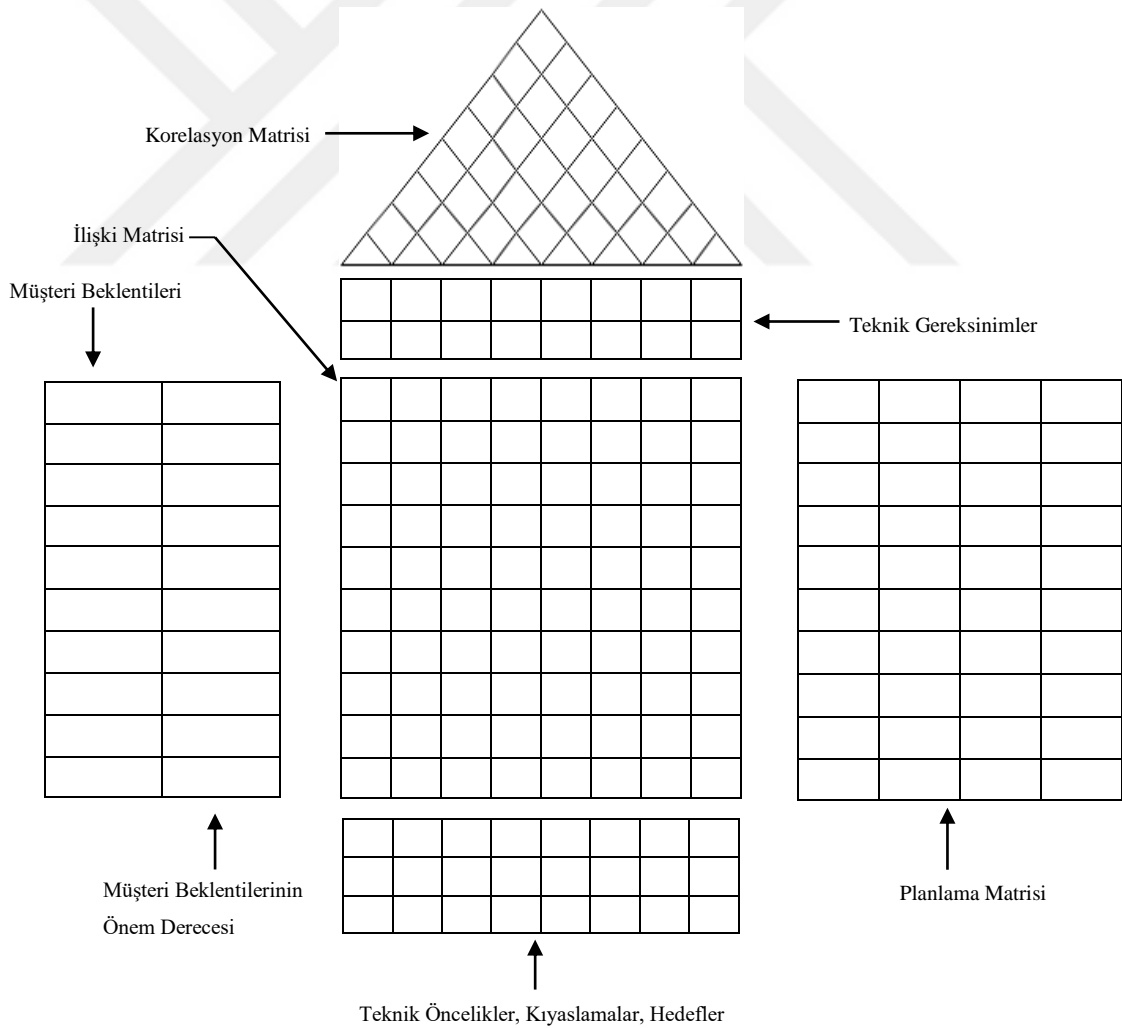 Korelasyon Matrisi
İlişki Matrisi
Müşteri Beklentileri
Teknik Gereksinimler
Müşteri Beklentilerinin
Önem Derecesi
Planlama Matrisi
Teknik Öncelikler, Kıyaslamalar, Hedefler